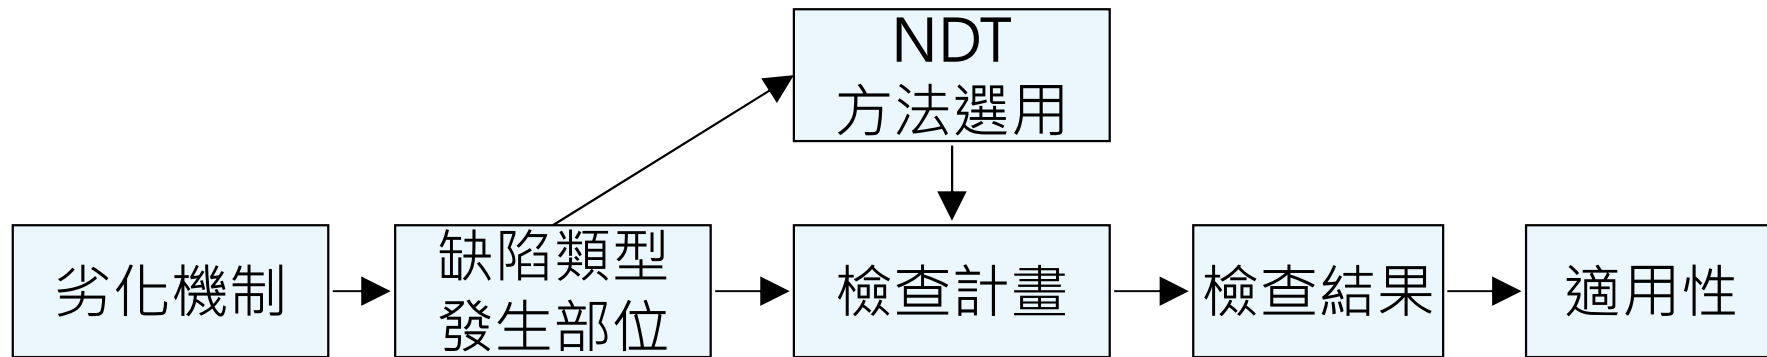 NDT
方法選用
劣化機制
缺陷類型
發生部位
檢查計畫
檢查結果
適用性